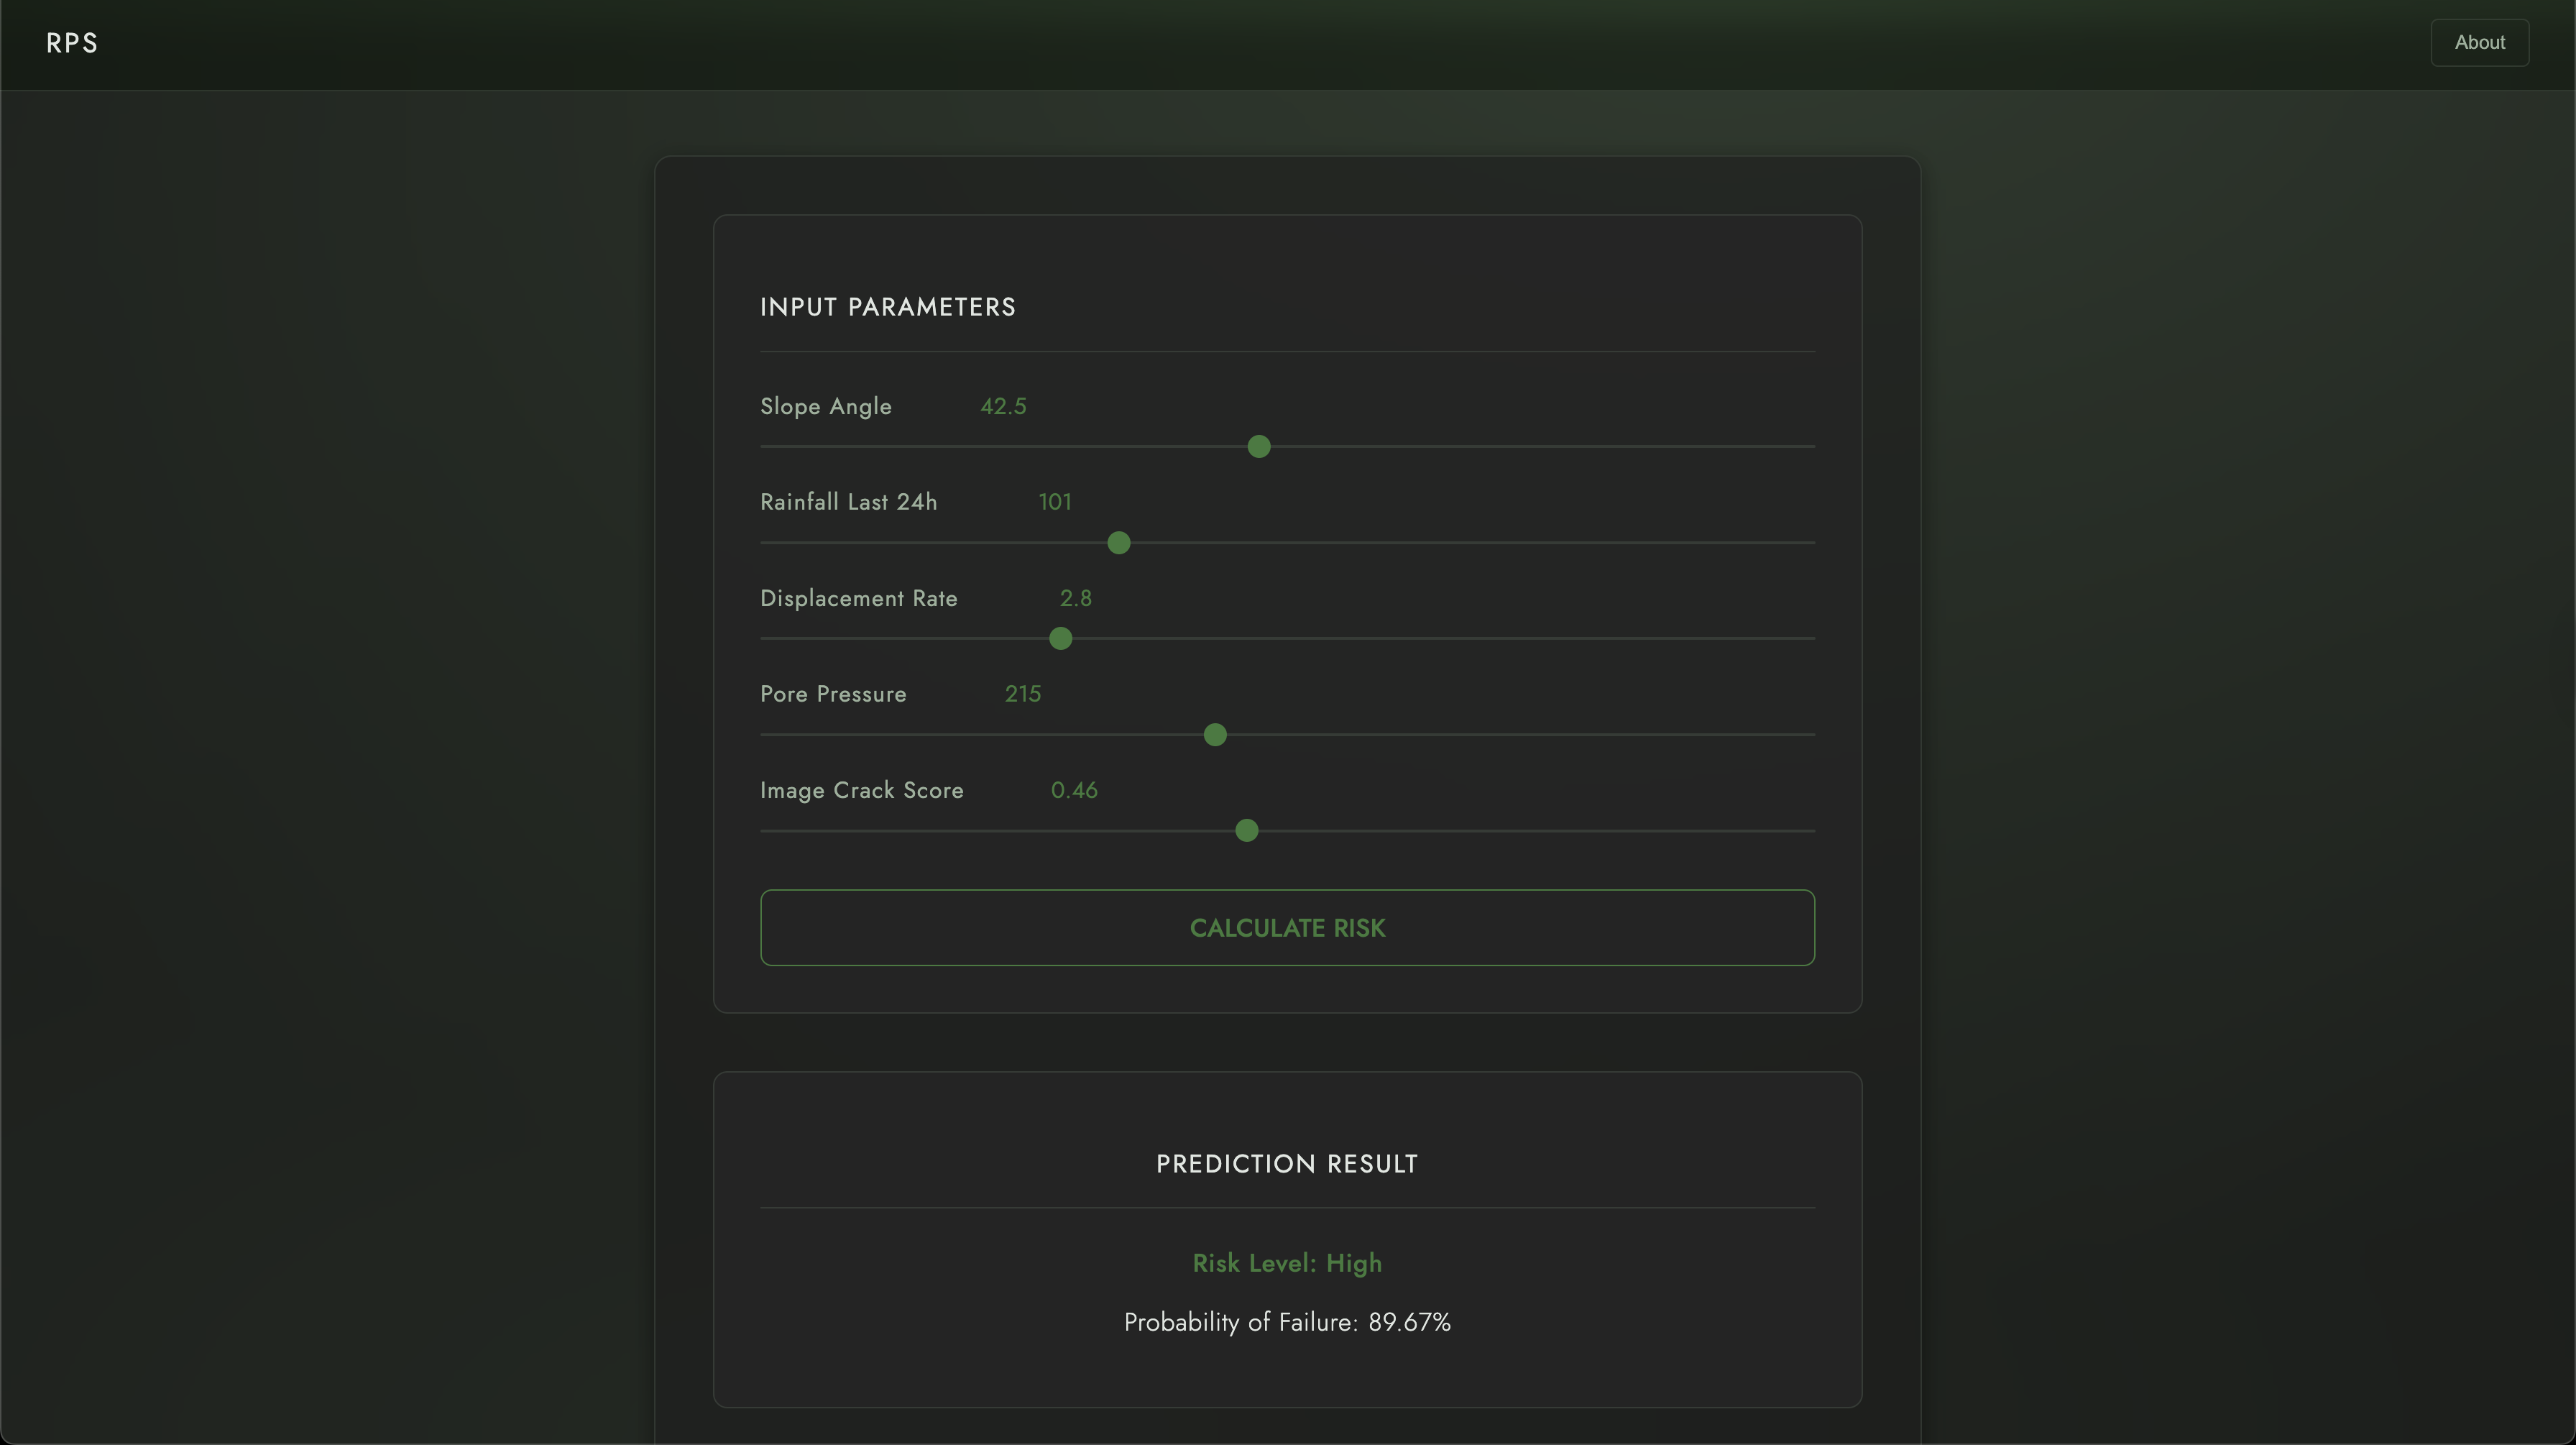 RPS
About
INPUT PARAMETERS
Slope Angle 42.5
Rainfall Last 24h 101
Displacement Rate 2.8
Pore Pressure 215
Image Crack Score 0.46
CALCULATE RISK
PREDICTION RESULT
Risk Level: High
Probability of Failure: 89.67%